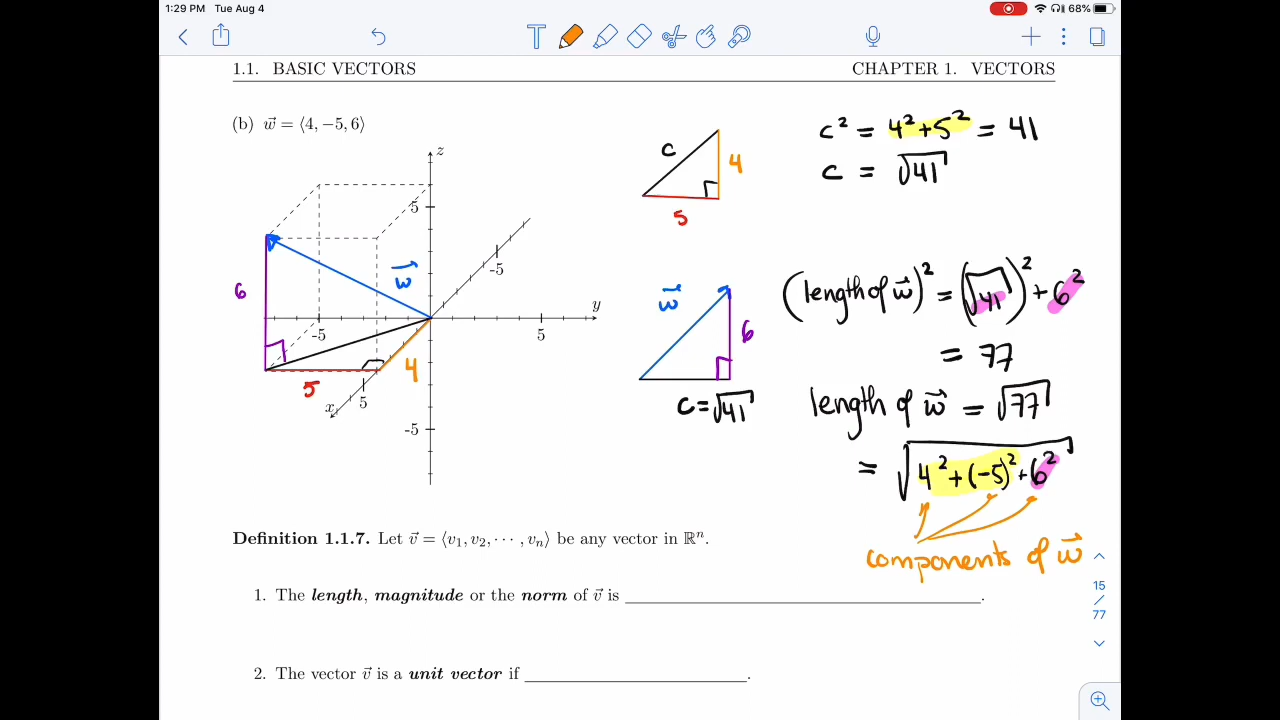 1:29 PM Tue Aug 4
68%
1.1. BASIC VECTORS
CHAPTER 1. VECTORS
(b) w⃗ = ⟨4, −5, 6⟩
z
5
-5
y
-5
5
x
5
-5
6
w⃗
5
4
c
4
5
w⃗
6
c = √41
c² = 4² + 5² = 41
c = √41
(length of w⃗)² = (√41)² + 6²
= 77
length of w⃗ = √77
= √4² + (−5)² + 6²
components of w⃗
Definition 1.1.7. Let v⃗ = ⟨v₁, v₂, ⋯ , vₙ⟩ be any vector in ℝⁿ.
1. The length, magnitude or the norm of v⃗ is ____________.
2. The vector v⃗ is a unit vector if ____________.
15
/
77